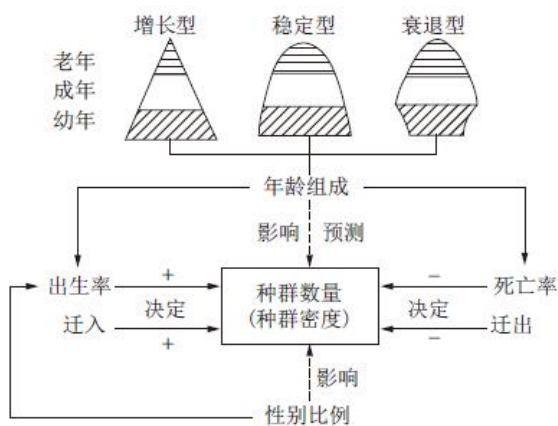 增长型 稳定型 衰退型
老年
成年
幼年
年龄组成
影响 预测
出生率 + 种群数量 − 死亡率
决定 (种群密度) 决定
迁入 + − 迁出
影响
性别比例